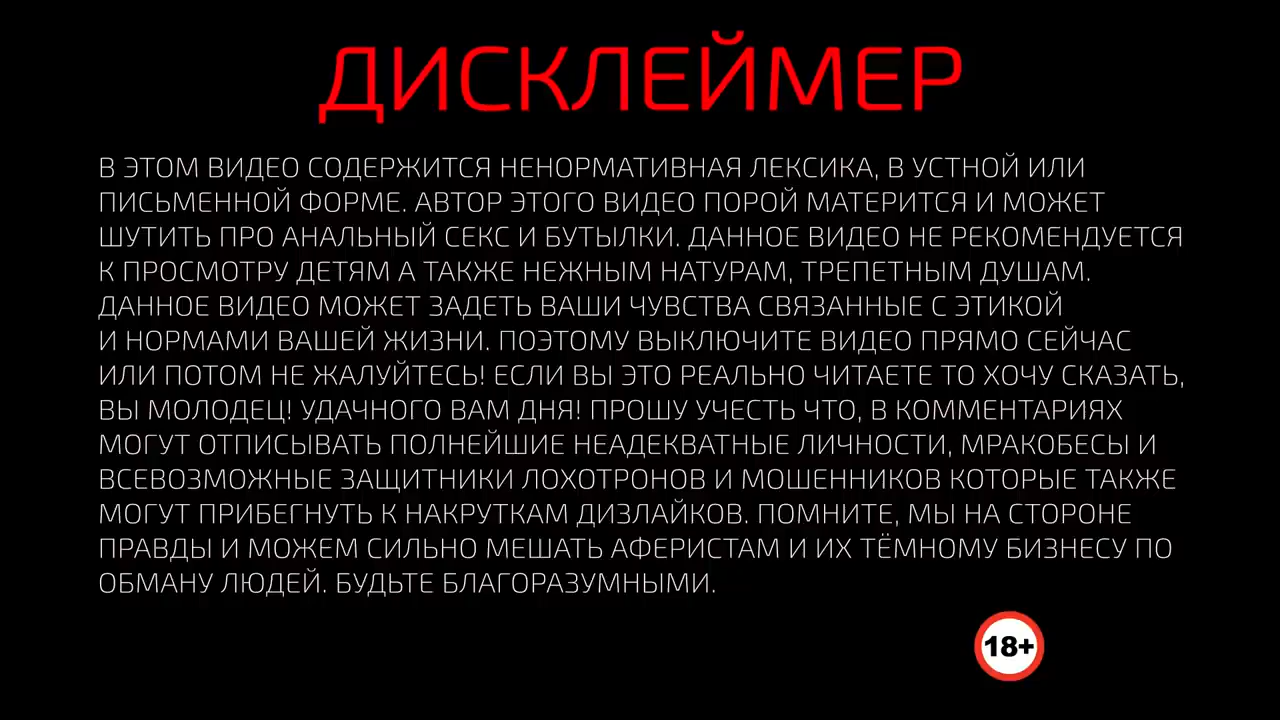 ДИСКЛЕЙМЕР
В ЭТОМ ВИДЕО СОДЕРЖИТСЯ НЕНОРМАТИВНАЯ ЛЕКСИКА, В УСТНОЙ ИЛИ
ПИСЬМЕННОЙ ФОРМЕ. АВТОР ЭТОГО ВИДЕО ПОРОЙ МАТЕРИТСЯ И МОЖЕТ
ШУТИТЬ ПРО АНАЛЬНЫЙ СЕКС И БУТЫЛКИ. ДАННОЕ ВИДЕО НЕ РЕКОМЕНДУЕТСЯ
К ПРОСМОТРУ ДЕТЯМ А ТАКЖЕ НЕЖНЫМ НАТУРАМ, ТРЕПЕТНЫМ ДУШАМ.
ДАННОЕ ВИДЕО МОЖЕТ ЗАДЕТЬ ВАШИ ЧУВСТВА СВЯЗАННЫЕ С ЭТИКОЙ
И НОРМАМИ ВАШЕЙ ЖИЗНИ. ПОЭТОМУ ВЫКЛЮЧИТЕ ВИДЕО ПРЯМО СЕЙЧАС
ИЛИ ПОТОМ НЕ ЖАЛУЙТЕСЬ! ЕСЛИ ВЫ ЭТО РЕАЛЬНО ЧИТАЕТЕ ТО ХОЧУ СКАЗАТЬ,
ВЫ МОЛОДЕЦ! УДАЧНОГО ВАМ ДНЯ! ПРОШУ УЧЕСТЬ ЧТО, В КОММЕНТАРИЯХ
МОГУТ ОТПИСЫВАТЬ ПОЛНЕЙШИЕ НЕАДЕКВАТНЫЕ ЛИЧНОСТИ, МРАКОБЕСЫ И
ВСЕВОЗМОЖНЫЕ ЗАЩИТНИКИ ЛОХОТРОНОВ И МОШЕННИКОВ КОТОРЫЕ ТАКЖЕ
МОГУТ ПРИБЕГНУТЬ К НАКРУТКАМ ДИЗЛАЙКОВ. ПОМНИТЕ, МЫ НА СТОРОНЕ
ПРАВДЫ И МОЖЕМ СИЛЬНО МЕШАТЬ АФЕРИСТАМ И ИХ ТЁМНОМУ БИЗНЕСУ ПО
ОБМАНУ ЛЮДЕЙ. БУДЬТЕ БЛАГОРАЗУМНЫМИ.
18+